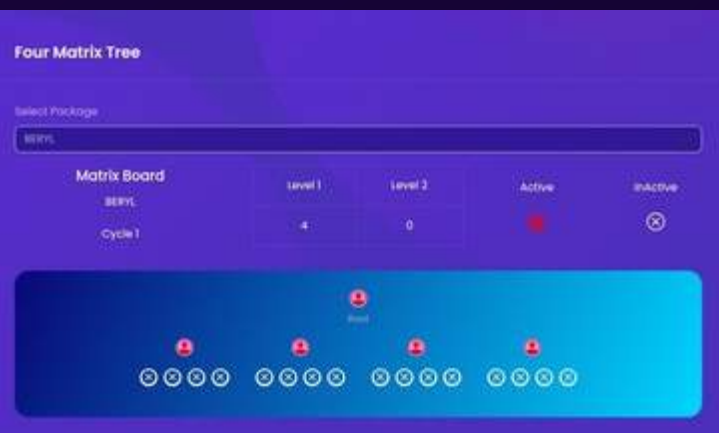 Four Matrix Tree
Select Package
BERYL
Matrix Board
Level 1
Level 2
Active
InActive
BERYL
4
0
Cycle 1